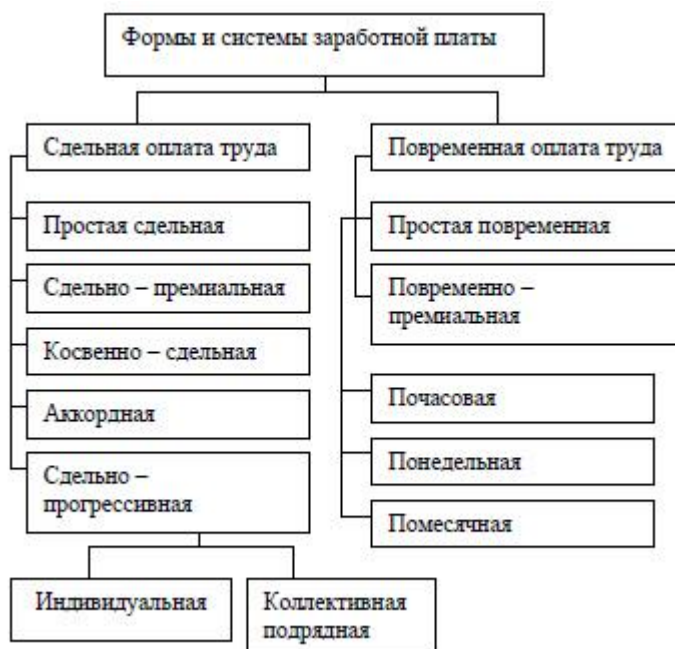 Формы и системы заработной платы
Сдельная оплата труда
Простая сдельная
Сдельно – премиальная
Косвенно – сдельная
Аккордная
Сдельно –
прогрессивная
Индивидуальная
Коллективная
подрядная
Повременная оплата труда
Простая повременная
Повременно –
премиальная
Почасовая
Понедельная
Помесячная